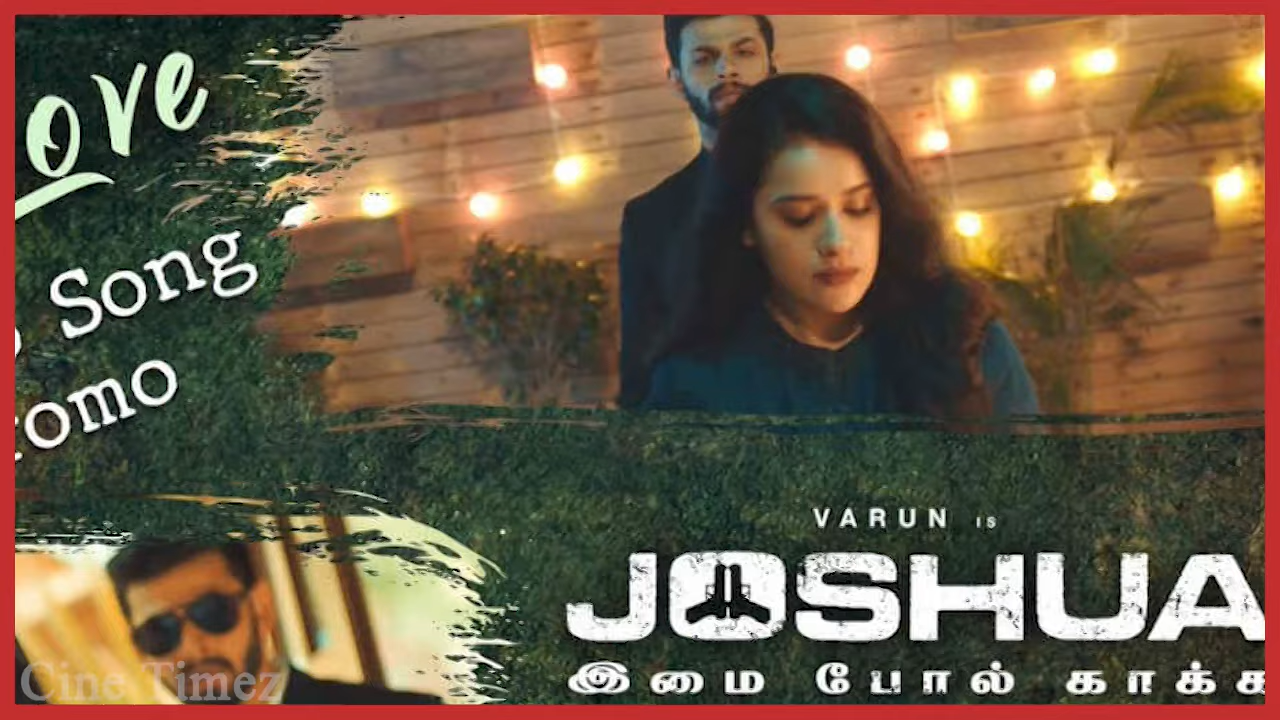 ove
Song
omo
VARUN IS
JOSHUA
இமை போல் காக்க
Cine Timez